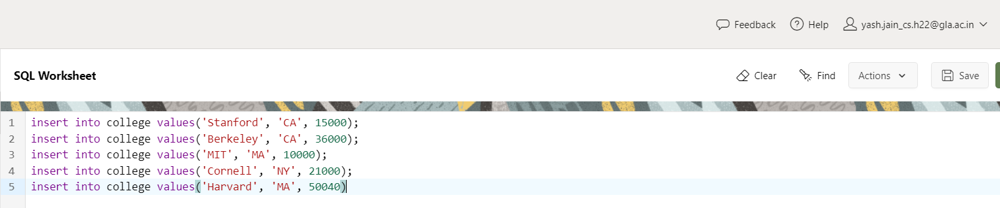 Feedback Help yash.jain_cs.h22@gla.ac.in
SQL Worksheet Clear Find Actions Save
1 insert into college values('Stanford', 'CA', 15000);
2 insert into college values('Berkeley', 'CA', 36000);
3 insert into college values('MIT', 'MA', 10000);
4 insert into college values('Cornell', 'NY', 21000);
5 insert into college values('Harvard', 'MA', 50040)